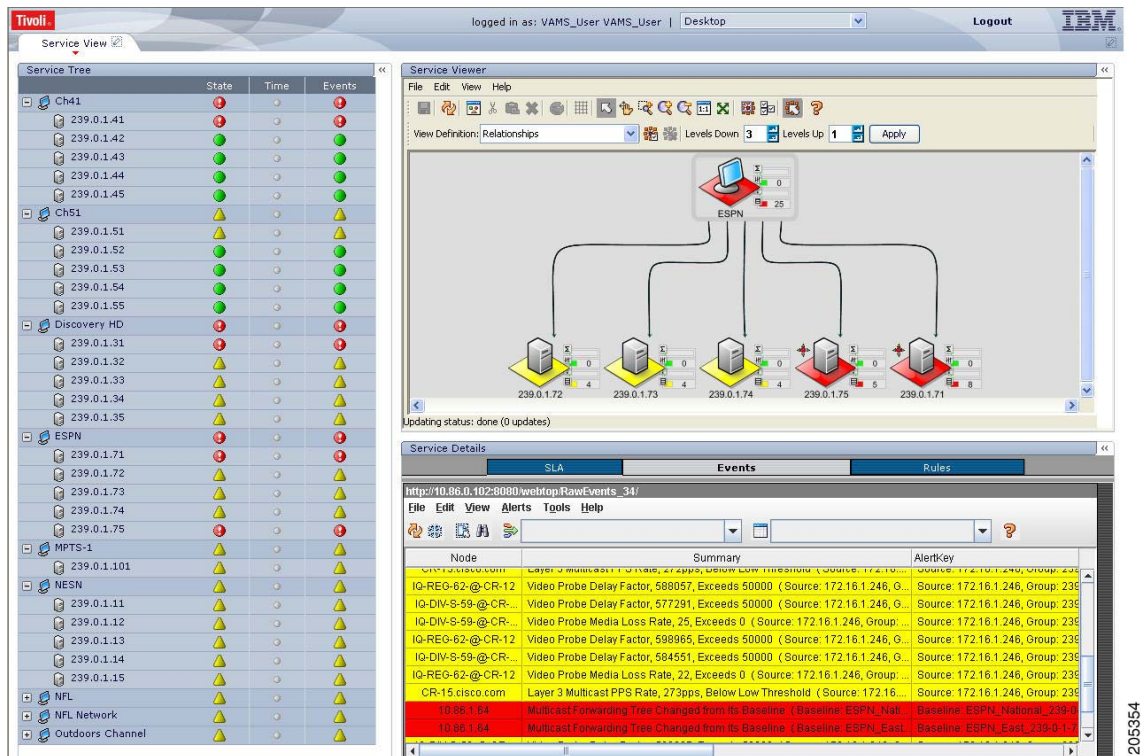 Tivoli
logged in as: VAMS_User VAMS_User | Desktop
Logout
IBM
Service View
Service Tree
State Time Events
Ch41
239.0.1.41
239.0.1.42
239.0.1.43
239.0.1.44
239.0.1.45
Ch51
239.0.1.51
239.0.1.52
239.0.1.53
239.0.1.54
239.0.1.55
Discovery HD
239.0.1.31
239.0.1.32
239.0.1.33
239.0.1.34
239.0.1.35
ESPN
239.0.1.71
239.0.1.72
239.0.1.73
239.0.1.74
239.0.1.75
MPTS-1
239.0.1.101
NESN
239.0.1.11
239.0.1.12
239.0.1.13
239.0.1.14
239.0.1.15
NFL
NFL Network
Outdoors Channel
Service Viewer
File Edit View Help
View Definition: Relationships Levels Down 3 Levels Up 1 Apply
0
25
ESPN
0 0 0 0 0
4 4 4 5 8
239.0.1.72 239.0.1.73 239.0.1.74 239.0.1.75 239.0.1.71
Updating status: done (0 updates)
Service Details
SLA Events Rules
http://10.86.0.102:8080/webtop/RawEvents_34/
File Edit View Alerts Tools Help
Node Summary AlertKey
IQ-REG-62-@-CR-12 Video Probe Delay Factor, 588057, Exceeds 50000 ( Source: 172.16.1.246, G... Source: 172.16.1.246, Group: 239
IQ-DIV-S-59-@-CR-... Video Probe Delay Factor, 577291, Exceeds 50000 ( Source: 172.16.1.246, G... Source: 172.16.1.246, Group: 239
IQ-DIV-S-59-@-CR-... Video Probe Media Loss Rate, 25, Exceeds 0 ( Source: 172.16.1.246, Group: ... Source: 172.16.1.246, Group: 239
IQ-REG-62-@-CR-12 Video Probe Delay Factor, 598965, Exceeds 50000 ( Source: 172.16.1.246, G... Source: 172.16.1.246, Group: 239
IQ-DIV-S-59-@-CR-... Video Probe Delay Factor, 584551, Exceeds 50000 ( Source: 172.16.1.246, G... Source: 172.16.1.246, Group: 239
IQ-REG-62-@-CR-12 Video Probe Media Loss Rate, 22, Exceeds 0 ( Source: 172.16.1.246, Group: ... Source: 172.16.1.246, Group: 239
CR-15.cisco.com Layer 3 Multicast PPS Rate, 273pps, Below Low Threshold ( Source: 172.16.... Source: 172.16.1.246, Group: 239
10.86.1.64 Multicast Forwarding Tree Changed from Its Baseline ( Baseline: ESPN_Nati... Baseline: ESPN_National_239-0
10.86.1.64 Multicast Forwarding Tree Changed from Its Baseline ( Baseline: ESPN_East... Baseline: ESPN_East_239-0-1-7